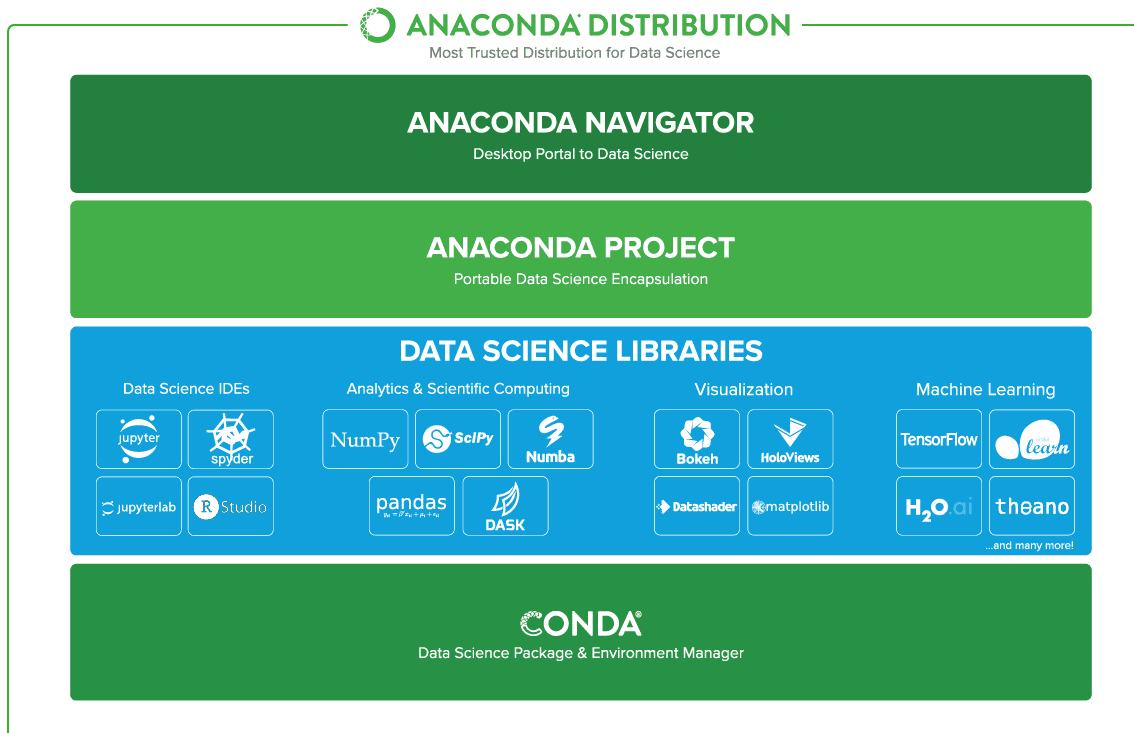 ANACONDA® DISTRIBUTION
Most Trusted Distribution for Data Science
ANACONDA NAVIGATOR
Desktop Portal to Data Science
ANACONDA PROJECT
Portable Data Science Encapsulation
DATA SCIENCE LIBRARIES
Data Science IDEs
jupyter
spyder
jupyterlab
R Studio
Analytics & Scientific Computing
NumPy
SciPy
Numba
pandas
DASK
Visualization
Bokeh
HoloViews
Datashader
matplotlib
Machine Learning
TensorFlow
learn
H2O.ai
theano
...and many more!
CONDA®
Data Science Package & Environment Manager